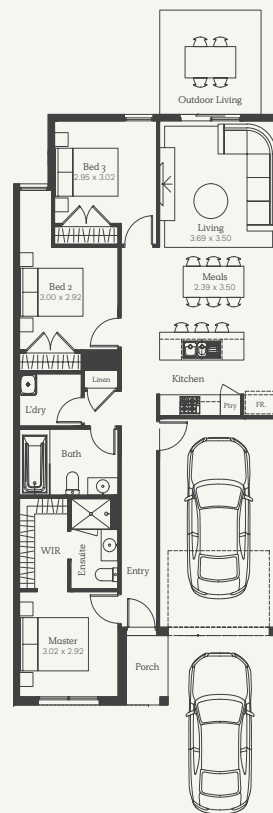 Outdoor Living
Bed 3
2.95 x 3.02
Living
3.69 x 3.50
Bed 2
3.00 x 2.92
Meals
2.39 x 3.50
Linen
Kitchen
L'dry
Ptry
FR.
Bath
WIR
Ensuite
Entry
Master
3.02 x 2.92
Porch